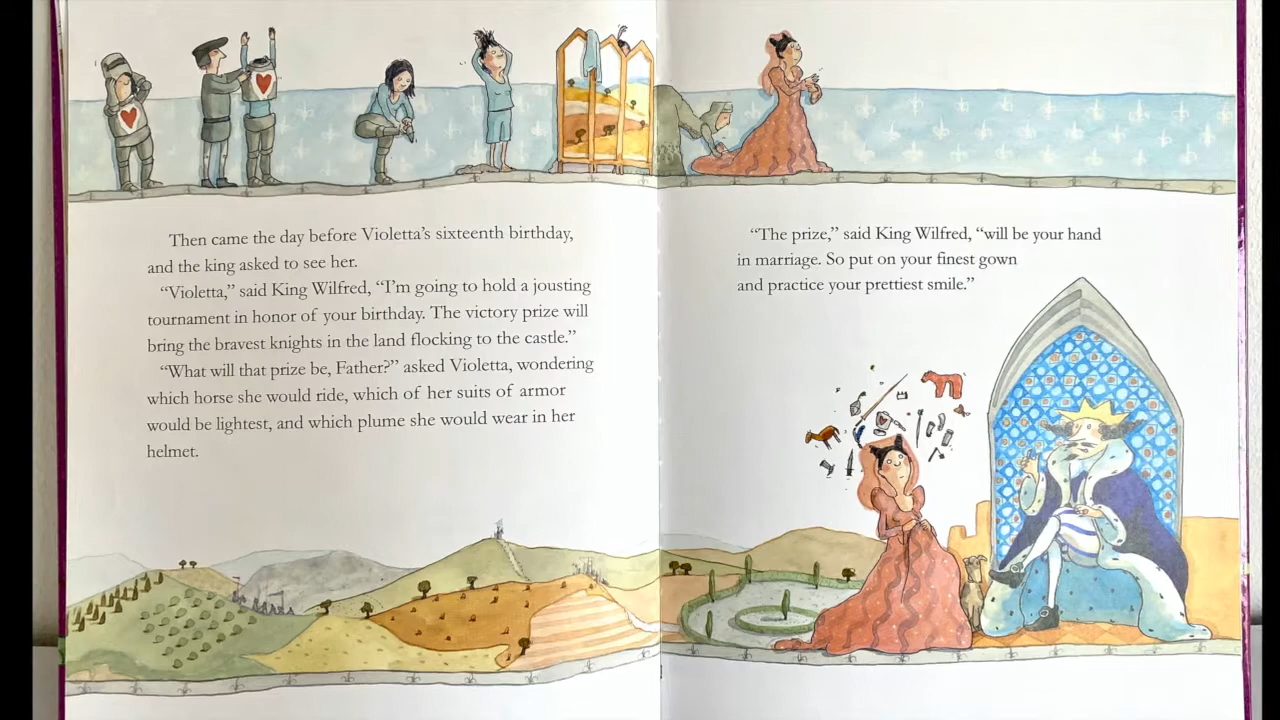 Then came the day before Violetta’s sixteenth birthday,
and the king asked to see her.
“Violetta,” said King Wilfred, “I’m going to hold a jousting
tournament in honor of your birthday. The victory prize will
bring the bravest knights in the land flocking to the castle.”
“What will that prize be, Father?” asked Violetta, wondering
which horse she would ride, which of her suits of armor
would be lightest, and which plume she would wear in her
helmet.
“The prize,” said King Wilfred, “will be your hand
in marriage. So put on your finest gown
and practice your prettiest smile.”